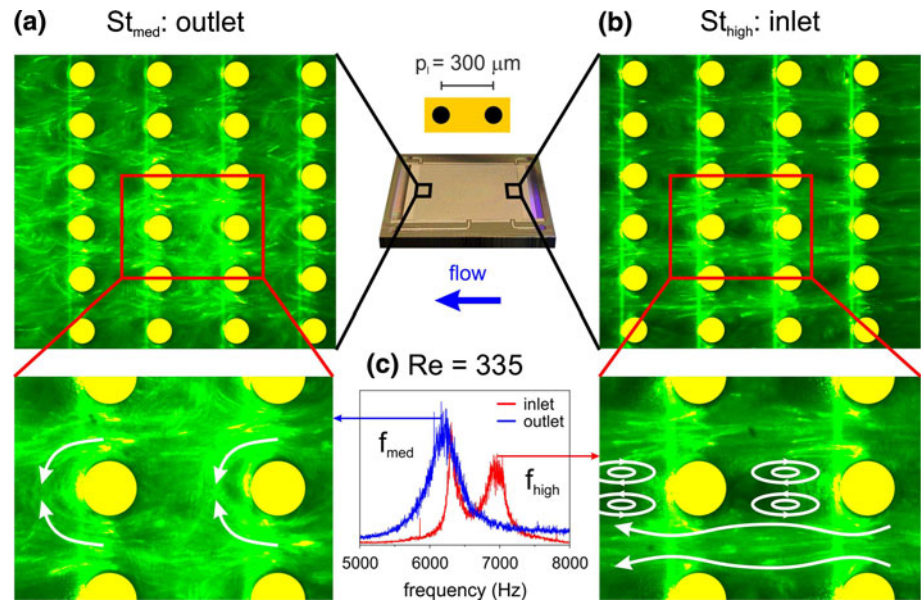 (a) St_med: outlet
(b) St_high: inlet
p_l = 300 μm
flow
(c) Re = 335
inlet
outlet
f_med
f_high
5000 6000 7000 8000
frequency (Hz)